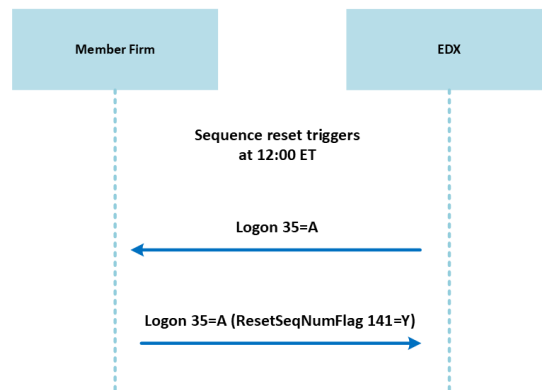 Member Firm
EDX
Sequence reset triggers
at 12:00 ET
Logon 35=A
Logon 35=A (ResetSeqNumFlag 141=Y)